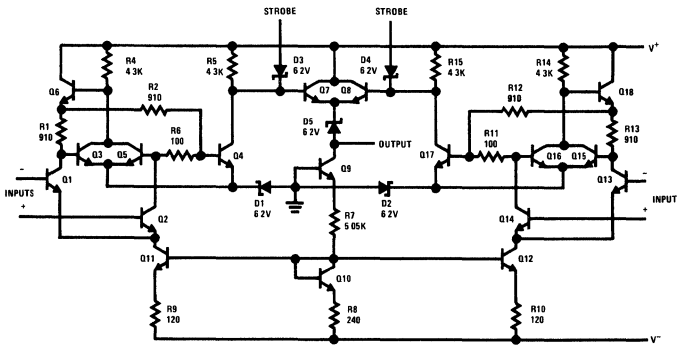 STROBE STROBE
V+
R4
4 3K
R5
4 3K
D3
6 2V
D4
6 2V
R15
4 3K
R14
4 3K
Q6
R2
910
Q7 Q8
R12
910
Q18
R1
910
R6
100
D5
6 2V
R11
100
R13
910
Q3 Q5 Q4
OUTPUT
Q17 Q16 Q15
−
INPUTS
+
Q1
Q9
Q13
−
INPUT
+
D1
6 2V
D2
6 2V
Q2
Q14
R7
5 05K
Q11
Q10
Q12
R9
120
R8
240
R10
120
V−